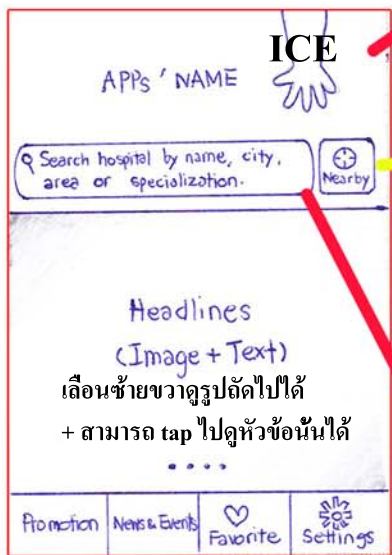 ICE
APPs ' NAME
Search hospital by name, city,
area or specialization.
Nearby
Headlines
(Image + Text)
เลือนซ้ายขวาดูรูปถัดไปได้
+ สามารถ tap ไปดูหัวข้อนั้นได้
Promotion News & Events Favorite Settings